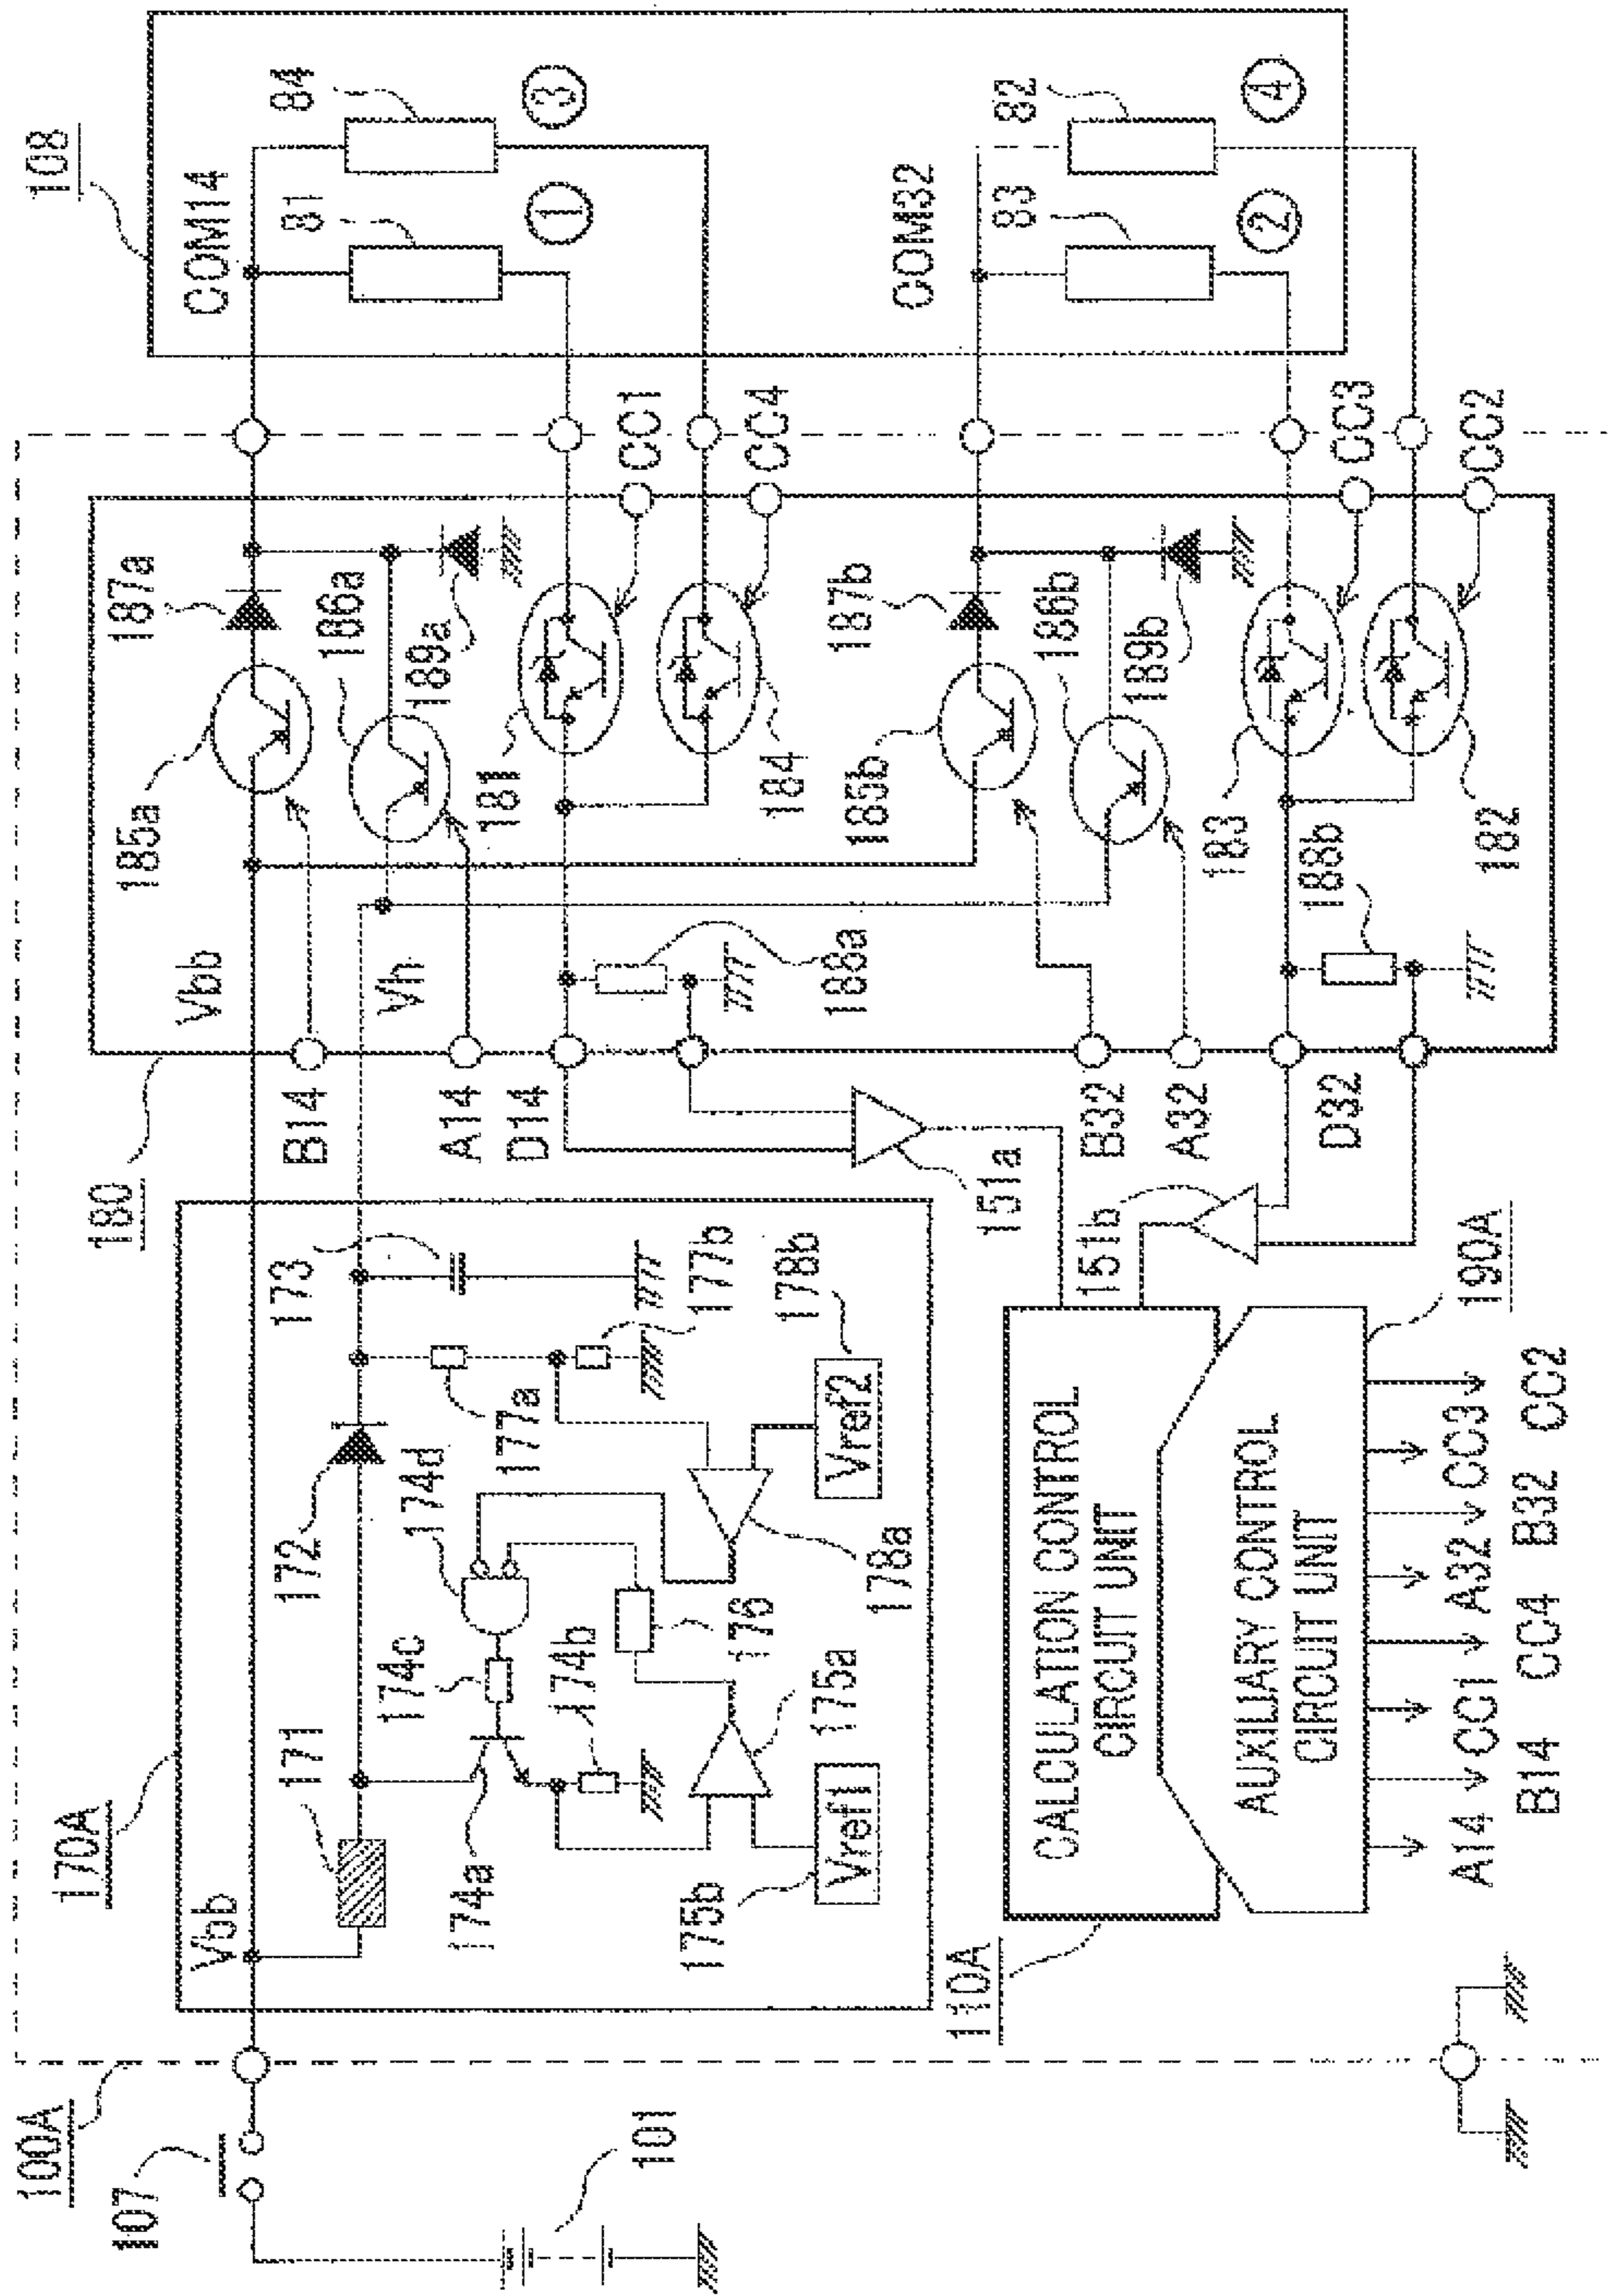 100A
107
101
170A
Vbb
171
172
173
174a
174b
174c
174d
175a
175b
Vref1
176
177a
177b
178a
178b
Vref2
180
Vbb
Vh
B14
A14
D14
B32
A32
D32
185a
187a
186a
189a
181
184
188a
185b
187b
186b
189b
183
182
188b
CC1
CC4
CC3
CC2
108
COM14
81
84
①
③
COM32
83
82
②
④
151a
151b
110A
CALCULATION CONTROL
CIRCUIT UNIT
190A
AUXILIARY CONTROL
CIRCUIT UNIT
A14 CC1 A32 CC3
B14 CC4 B32 CC2